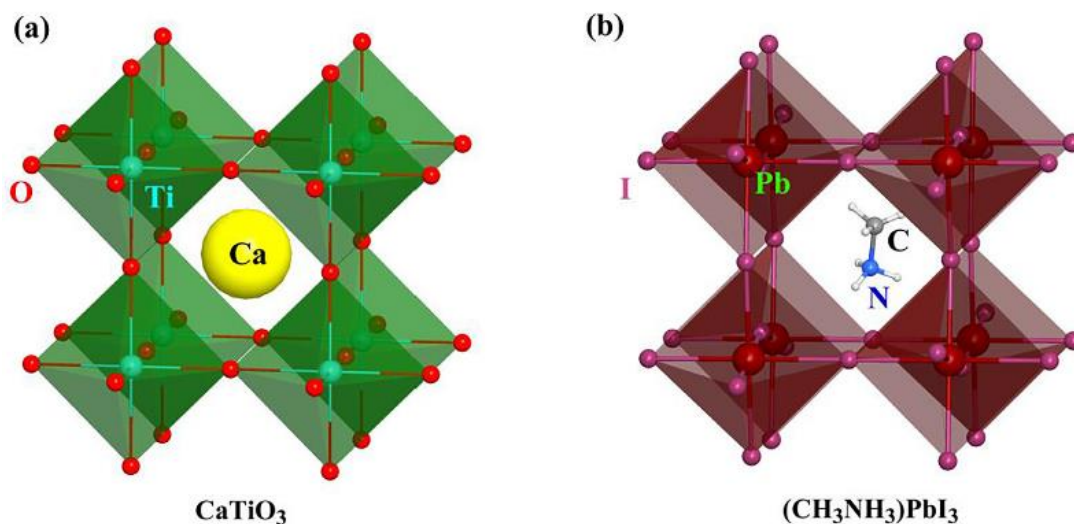 (a)
O
Ti
Ca
CaTiO₃
(b)
I
Pb
C
N
(CH₃NH₃)PbI₃